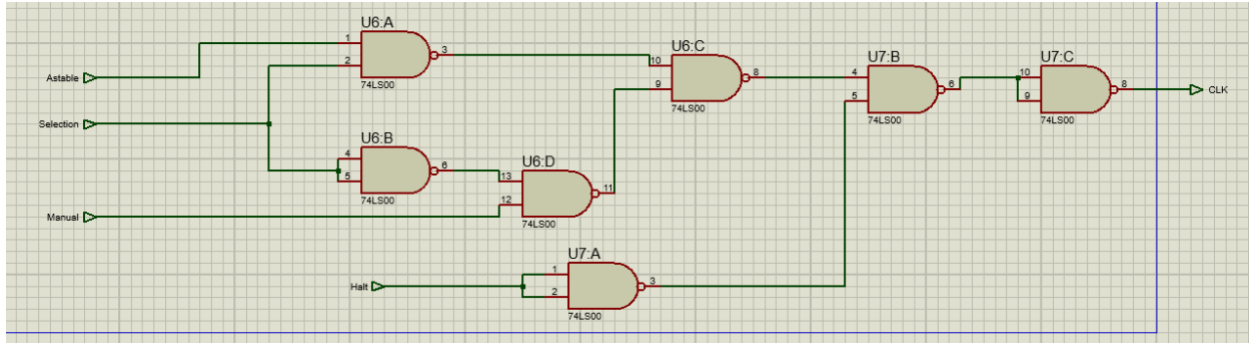 U6:A
1
2
3
74LS00
Astable
Selection
U6:B
4
5
6
74LS00
Manual
U6:D
13
12
11
74LS00
U6:C
10
9
8
74LS00
U7:B
4
5
6
74LS00
U7:C
10
9
8
74LS00
CLK
Halt
U7:A
1
2
3
74LS00